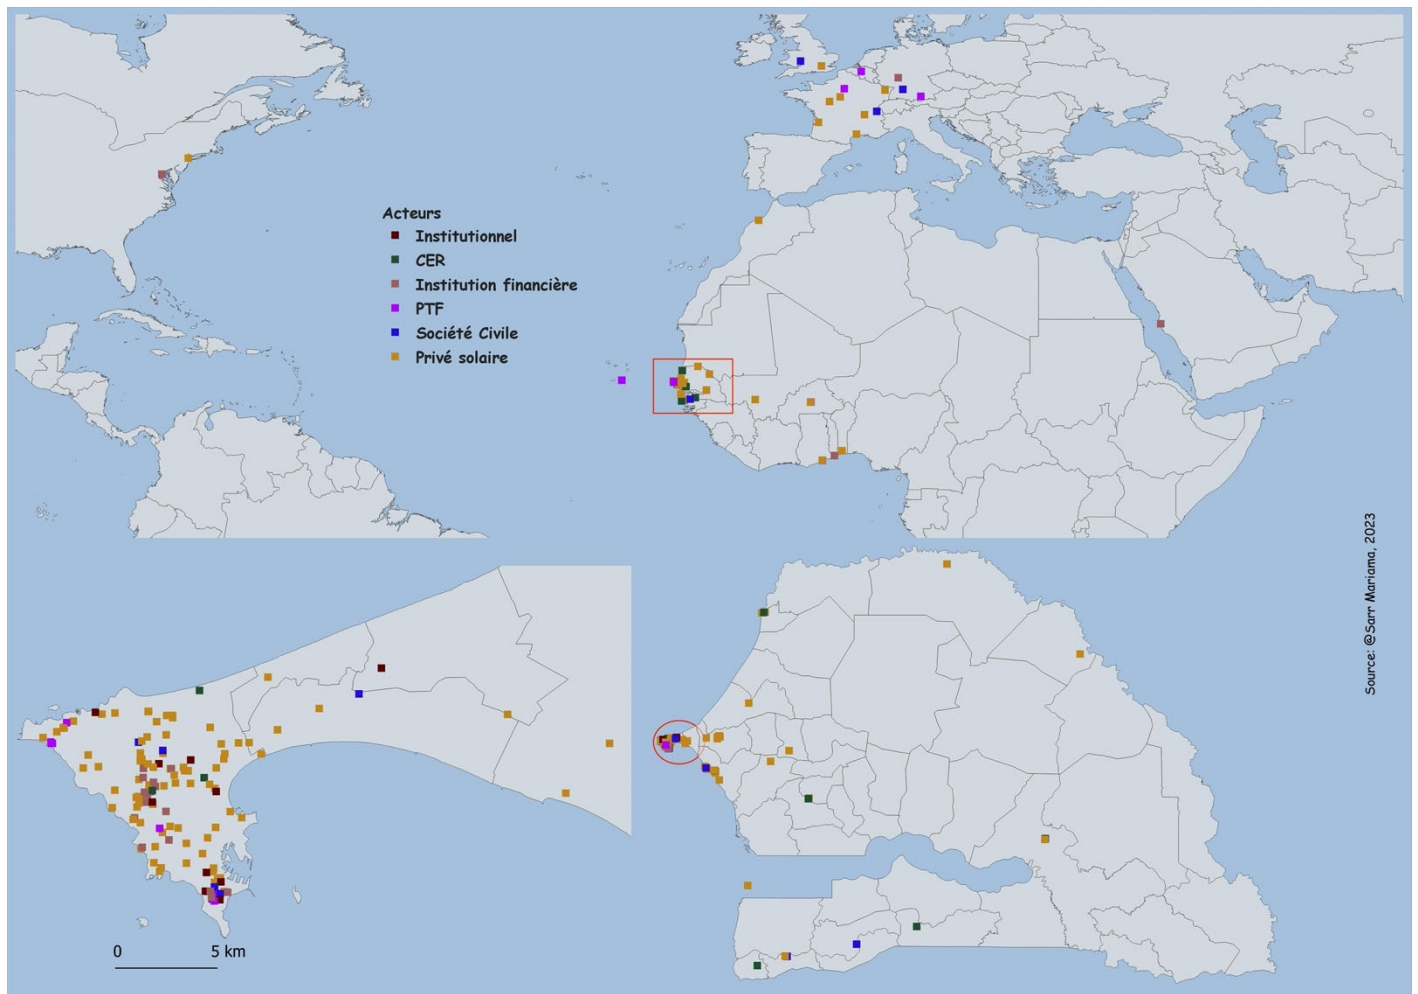 Acteurs
Institutionnel
CER
Institution financière
PTF
Société Civile
Privé solaire
Source: @Sarr Mariama, 2023
0 5 km